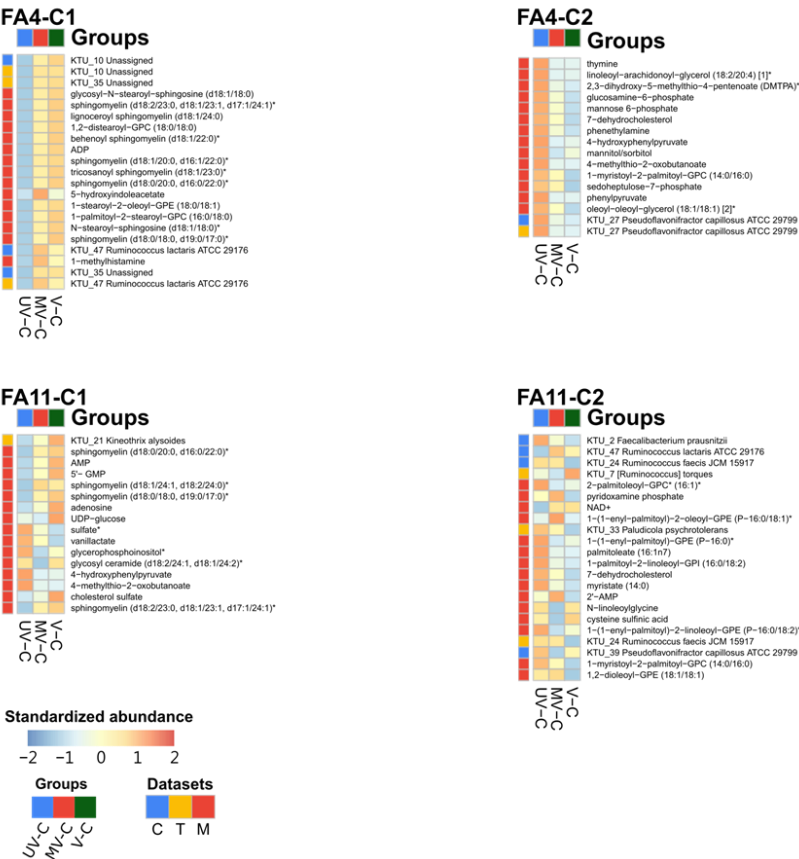 FA4-C1
Groups
KTU_10 Unassigned
KTU_10 Unassigned
KTU_35 Unassigned
glycosyl-N-stearoyl-sphingosine (d18:1/18:0)
sphingomyelin (d18:2/23:0, d18:1/23:1, d17:1/24:1)*
lignoceroyl sphingomyelin (d18:1/24:0)
1,2-distearoyl-GPC (18:0/18:0)
behenoyl sphingomyelin (d18:1/22:0)*
ADP
sphingomyelin (d18:1/20:0, d16:1/22:0)*
tricosanoyl sphingomyelin (d18:1/23:0)*
sphingomyelin (d18:0/20:0, d16:0/22:0)*
5-hydroxyindoleacetate
1-stearoyl-2-oleoyl-GPE (18:0/18:1)
1-palmitoyl-2-stearoyl-GPC (16:0/18:0)
N-stearoyl-sphingosine (d18:1/18:0)*
sphingomyelin (d18:0/18:0, d19:0/17:0)*
KTU_47 Ruminococcus lactaris ATCC 29176
1-methylhistamine
KTU_35 Unassigned
KTU_47 Ruminococcus lactaris ATCC 29176
UV-C
MV-C
V-C
FA4-C2
Groups
thymine
linoleoyl-arachidonoyl-glycerol (18:2/20:4) [1]*
2,3-dihydroxy-5-methylthio-4-pentenoate (DMTPA)*
glucosamine-6-phosphate
mannose 6-phosphate
7-dehydrocholesterol
phenethylamine
4-hydroxyphenylpyruvate
mannitol/sorbitol
4-methylthio-2-oxobutanoate
1-myristoyl-2-palmitoyl-GPC (14:0/16:0)
sedoheptulose-7-phosphate
phenylpyruvate
oleoyl-oleoyl-glycerol (18:1/18:1) [2]*
KTU_27 Pseudoflavonifractor capillosus ATCC 29799
KTU_27 Pseudoflavonifractor capillosus ATCC 29799
UV-C
MV-C
V-C
FA11-C1
Groups
KTU_21 Kineothrix alysoides
sphingomyelin (d18:0/20:0, d16:0/22:0)*
AMP
5'- GMP
sphingomyelin (d18:1/24:1, d18:2/24:0)*
sphingomyelin (d18:0/18:0, d19:0/17:0)*
adenosine
UDP-glucose
sulfate*
vanillactate
glycerophosphoinositol*
glycosyl ceramide (d18:2/24:1, d18:1/24:2)*
4-hydroxyphenylpyruvate
4-methylthio-2-oxobutanoate
cholesterol sulfate
sphingomyelin (d18:2/23:0, d18:1/23:1, d17:1/24:1)*
UV-C
MV-C
V-C
FA11-C2
Groups
KTU_2 Faecalibacterium prausnitzii
KTU_47 Ruminococcus lactaris ATCC 29176
KTU_24 Ruminococcus faecis JCM 15917
KTU_7 [Ruminococcus] torques
2-palmitoleoyl-GPC* (16:1)*
pyridoxamine phosphate
NAD+
1-(1-enyl-palmitoyl)-2-oleoyl-GPE (P-16:0/18:1)*
KTU_33 Paludicola psychrotolerans
1-(1-enyl-palmitoyl)-GPE (P-16:0)*
palmitoleate (16:1n7)
1-palmitoyl-2-linoleoyl-GPI (16:0/18:2)
7-dehydrocholesterol
myristate (14:0)
2'-AMP
N-linoleoylglycine
cysteine sulfinic acid
1-(1-enyl-palmitoyl)-2-linoleoyl-GPE (P-16:0/18:2)*
KTU_24 Ruminococcus faecis JCM 15917
KTU_39 Pseudoflonifractor capillosus ATCC 29799
1-myristoyl-2-palmitoyl-GPC (14:0/16:0)
1,2-dioleoyl-GPE (18:1/18:1)
UV-C
MV-C
V-C
Standardized abundance
-2 -1 0 1 2
Groups
UV-C
MV-C
V-C
Datasets
C T M